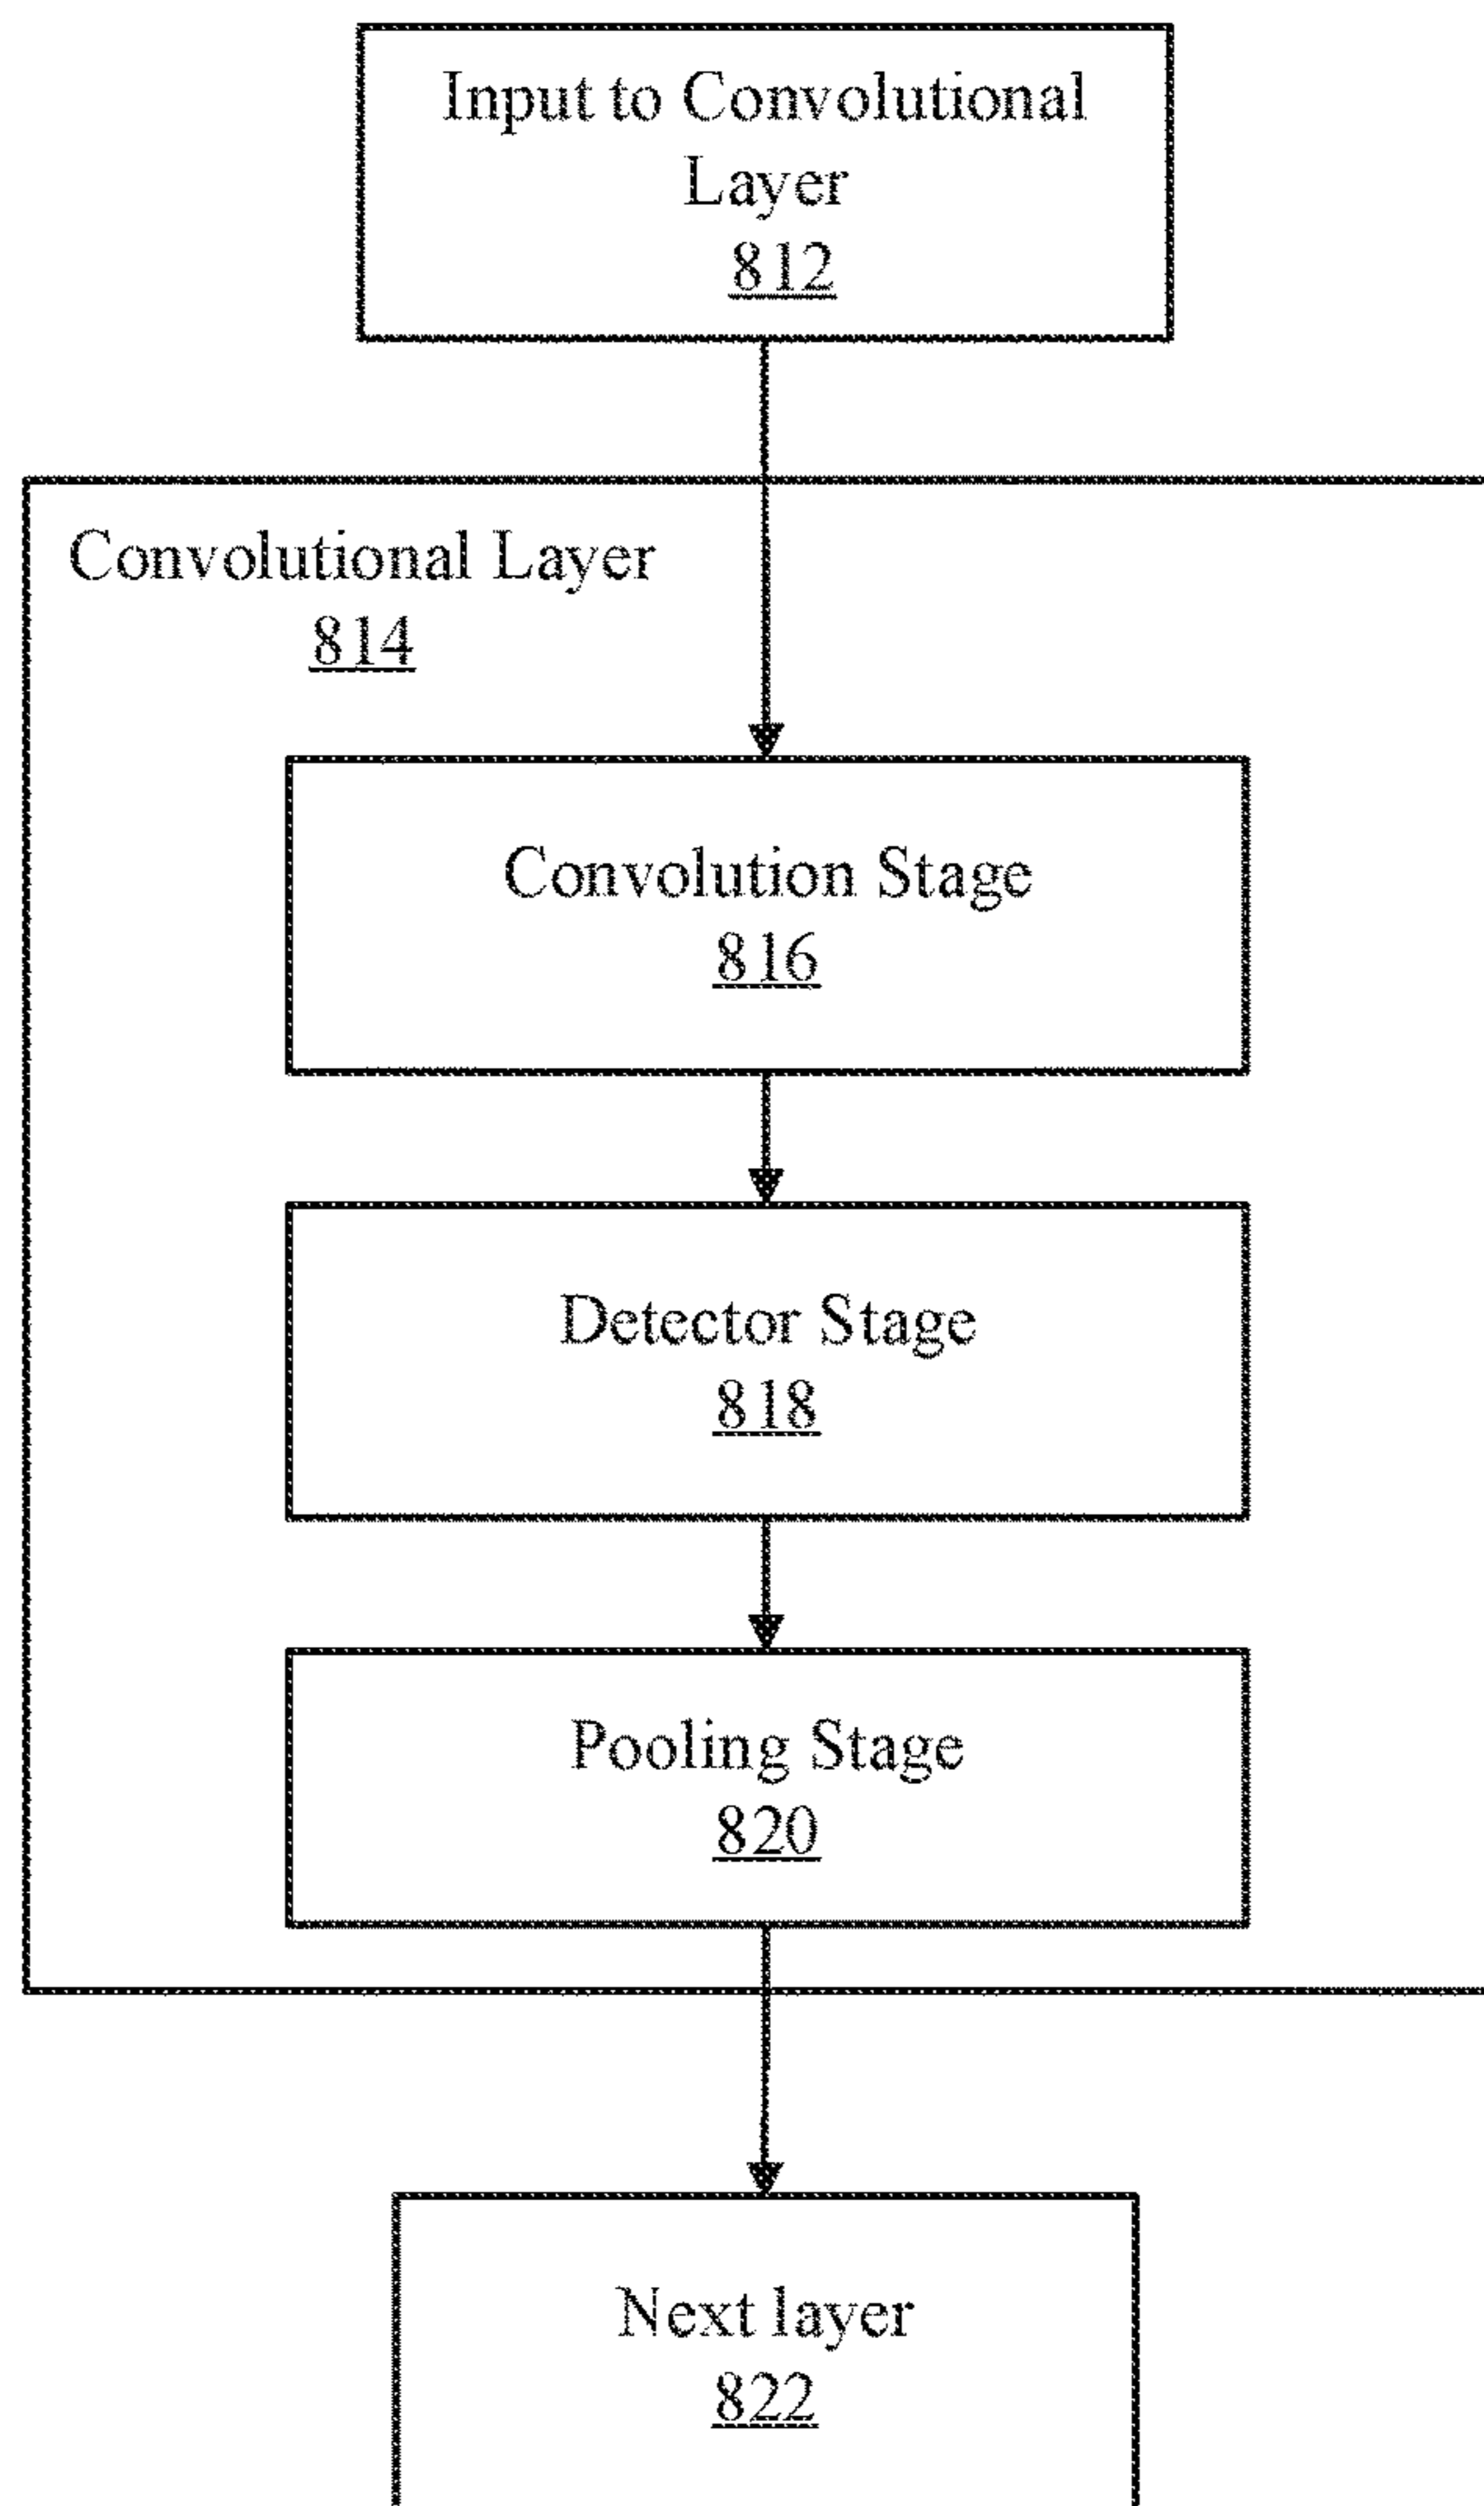 Input to Convolutional
Layer
812
Convolutional Layer
814
Convolution Stage
816
Detector Stage
818
Pooling Stage
820
Next layer
822